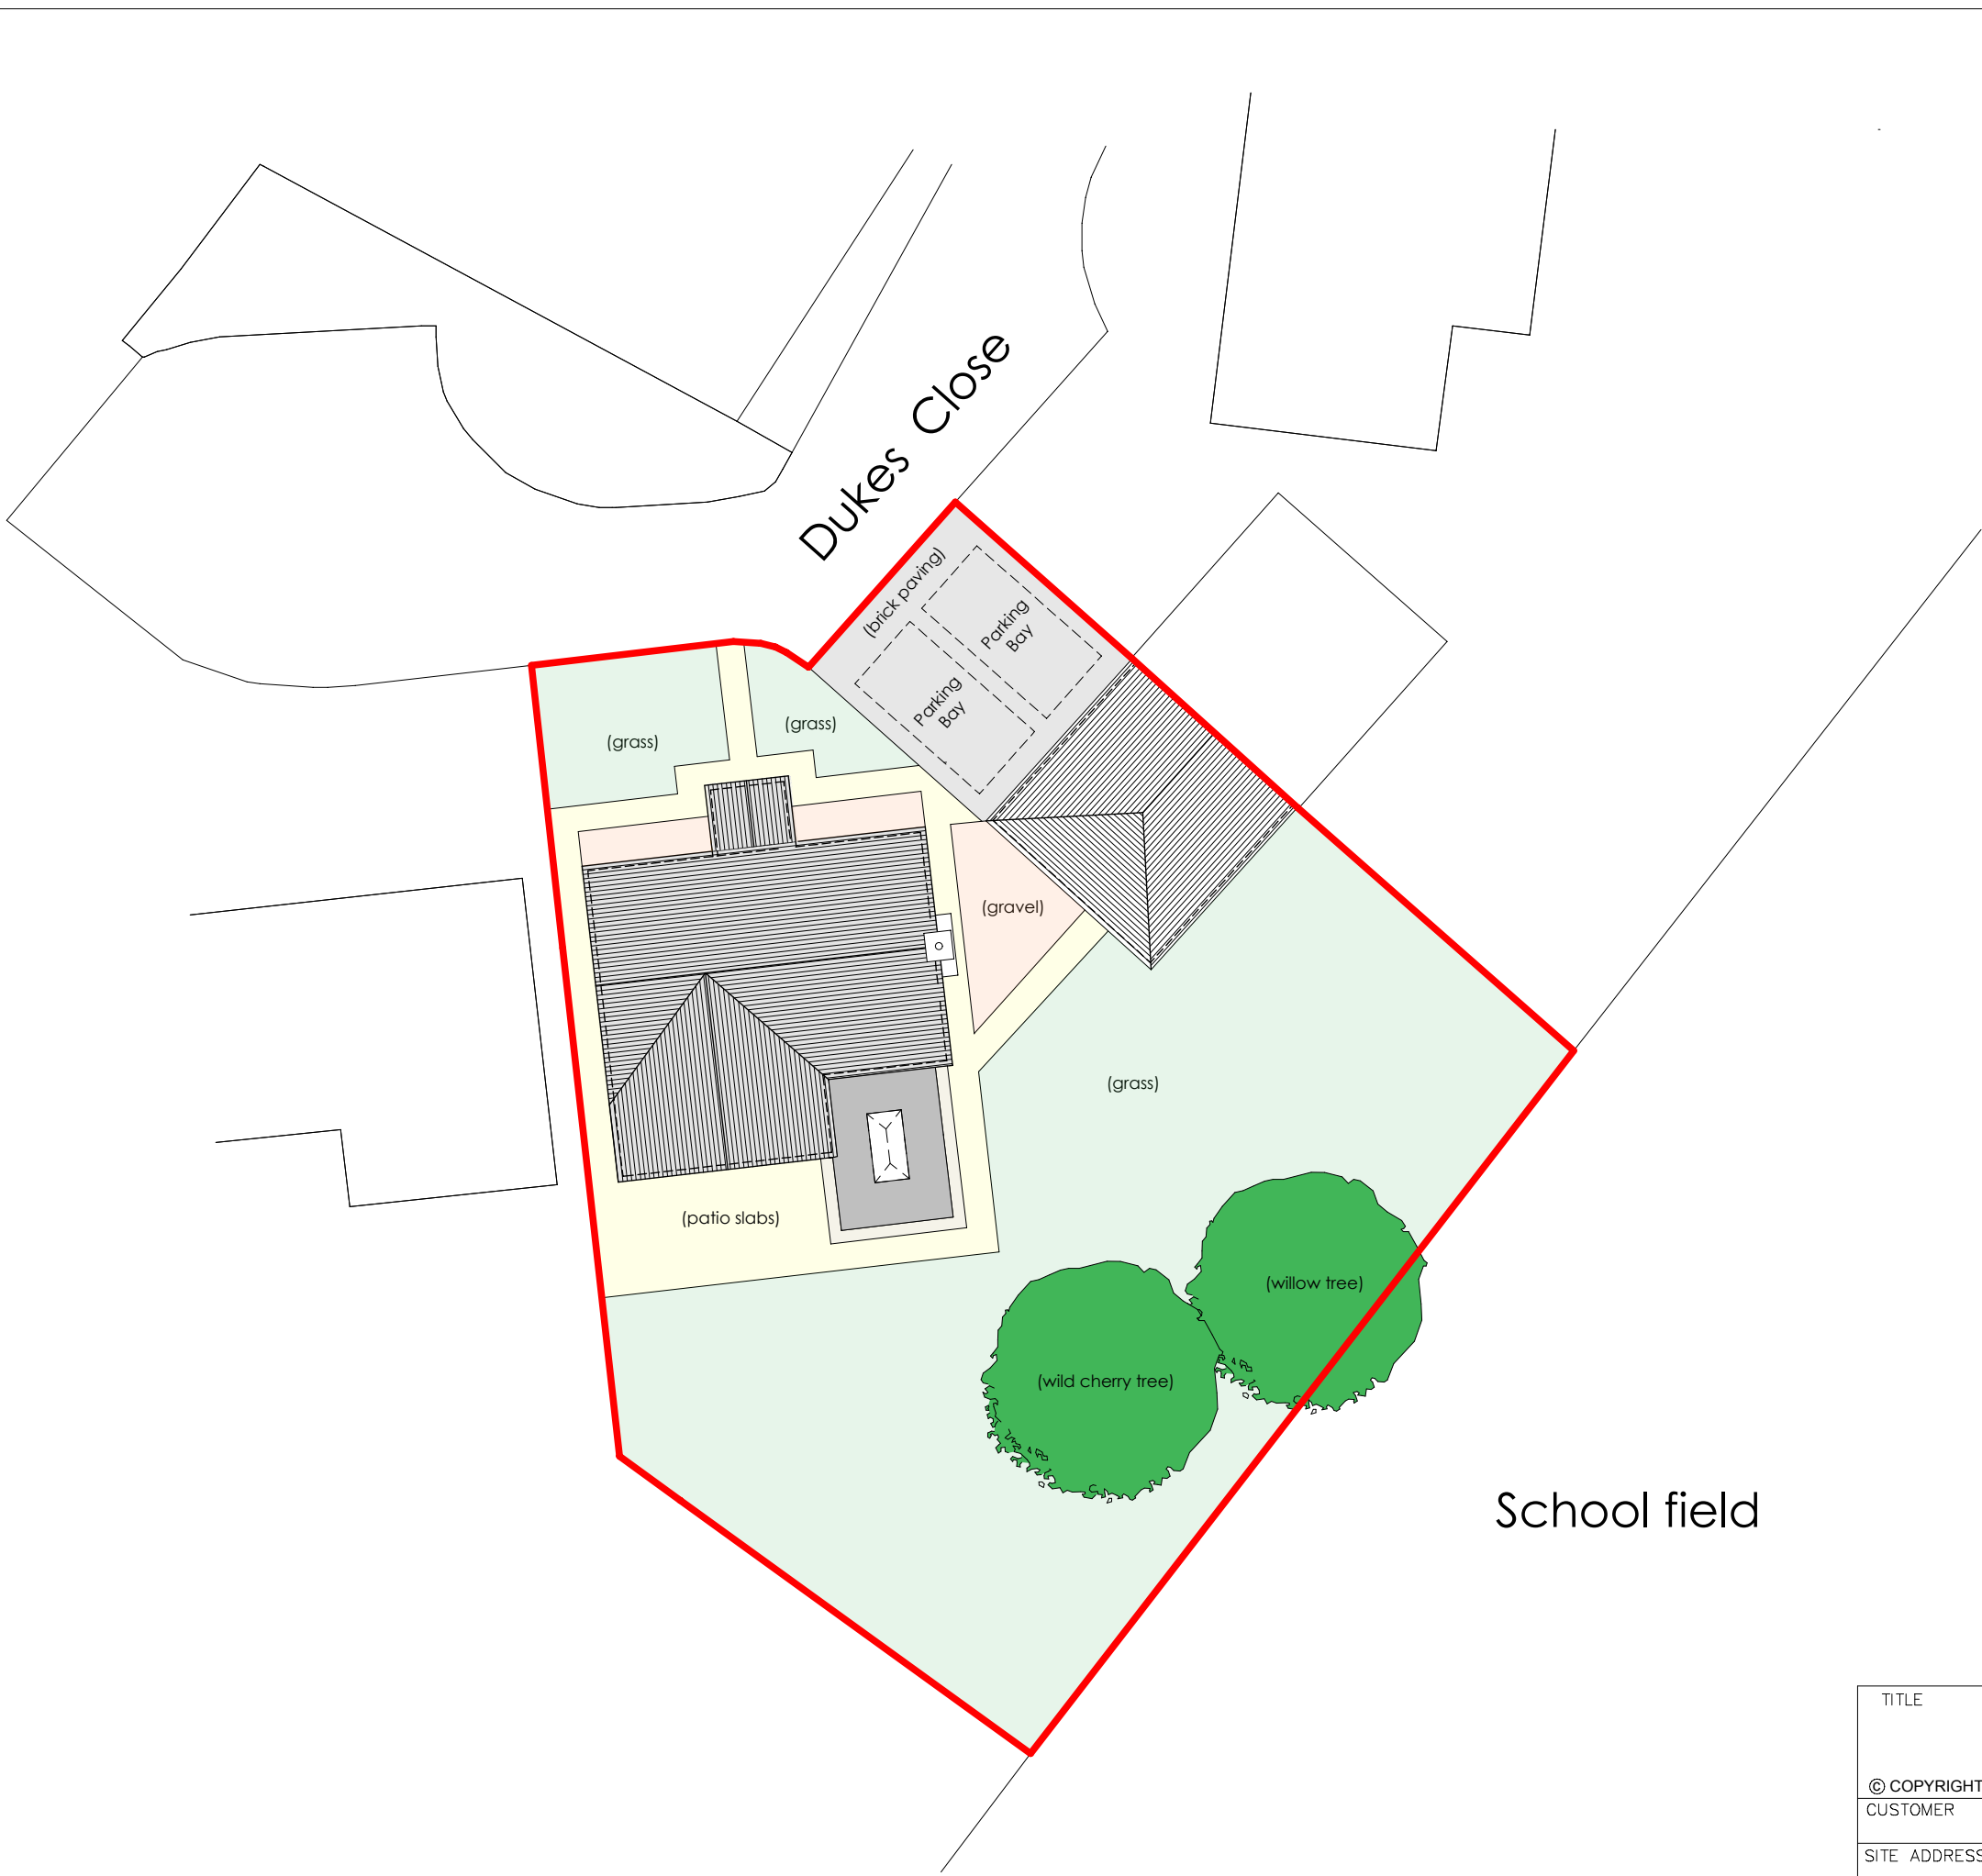 Dukes Close
(brick paving)
Parking
Bay
Parking
Bay
(grass)
(grass)
(gravel)
(grass)
(patio slabs)
(willow tree)
(wild cherry tree)
School field
TITLE
© COPYRIGHT
CUSTOMER
SITE ADDRESS